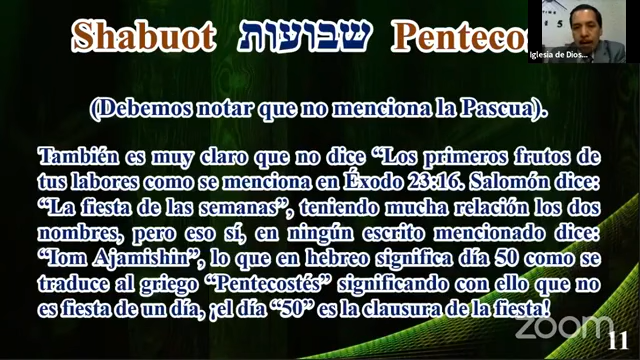 Shabuot שבועות Pentecos
Iglesia de Dios...
(Debemos notar que no menciona la Pascua).
También es muy claro que no dice “Los primeros frutos de
tus labores como se menciona en Éxodo 23:16. Salomón dice:
“La fiesta de las semanas”, teniendo mucha relación los dos
nombres, pero eso sí, en ningún escrito mencionado dice:
“Iom Ajamishin”, lo que en hebreo significa día 50 como se
traduce al griego “Pentecostés” significando con ello que no
es fiesta de un día, ¡el día “50” es la clausura de la fiesta!
zoom
11